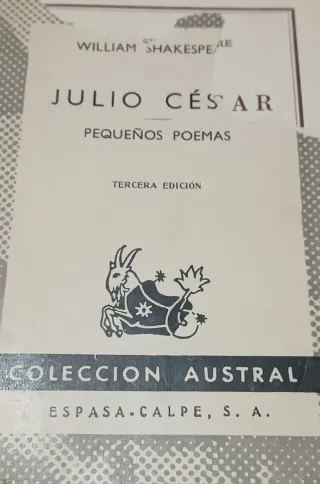 WILLIAM SHAKESPEARE
JULIO CÉSAR
PEQUEÑOS POEMAS
TERCERA EDICIÓN
COLECCION AUSTRAL
ESPASA-CALPE, S. A.